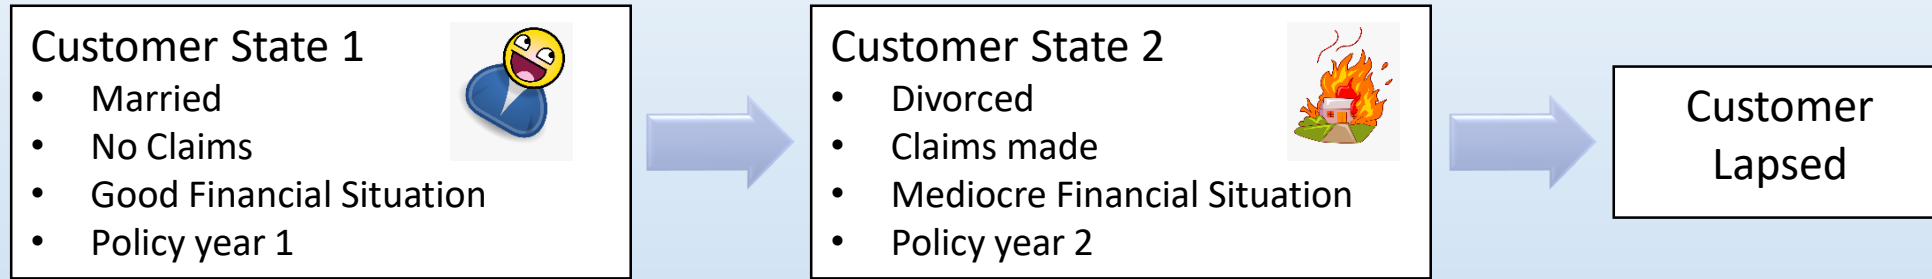 Customer State 1
• Married
• No Claims
• Good Financial Situation
• Policy year 1
Customer State 2
• Divorced
• Claims made
• Mediocre Financial Situation
• Policy year 2
Customer
Lapsed